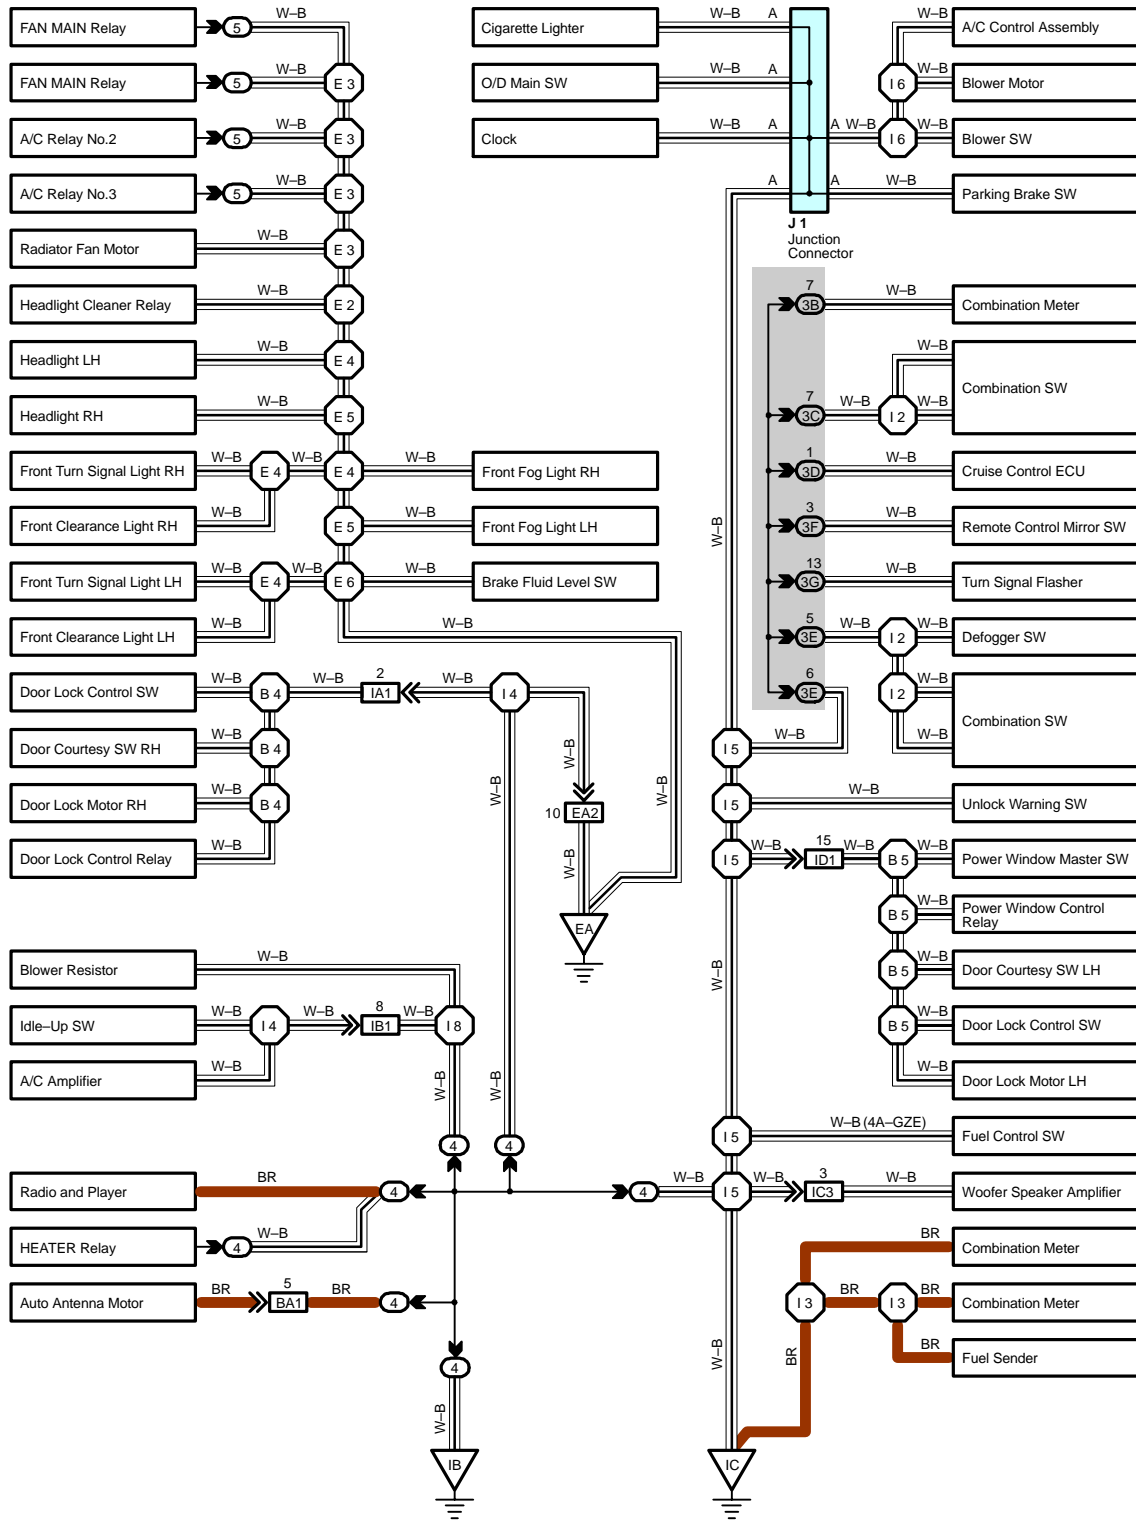 FAN MAIN Relay 5 W–B
Cigarette Lighter W–B A
W–B A/C Control Assembly
FAN MAIN Relay 5 W–B E 3
O/D Main SW W–B A
I 6 W–B Blower Motor
A/C Relay No.2 5 W–B E 3
Clock W–B A
A W–B I 6 W–B Blower SW
A/C Relay No.3 5 W–B E 3
A A W–B Parking Brake SW
J 1
Junction
Connector
Radiator Fan Motor W–B E 3
Headlight Cleaner Relay W–B E 2
7
3B W–B Combination Meter
Headlight LH W–B E 4
W–B
Combination SW
Headlight RH W–B E 5
7
3C W–B I 2 W–B
Front Turn Signal Light RH W–B E 4 W–B E 4 W–B Front Fog Light RH
1
3D W–B Cruise Control ECU
Front Clearance Light RH W–B
E 5 W–B Front Fog Light LH
W–B
3
3F W–B Remote Control Mirror SW
Front Turn Signal Light LH W–B E 4 W–B E 6 W–B Brake Fluid Level SW
13
3G W–B Turn Signal Flasher
Front Clearance Light LH W–B
W–B
5
3E W–B I 2 W–B Defogger SW
Door Lock Control SW W–B B 4 W–B
2
IA1 W–B I 4
6
3E
I 2 W–B
Combination SW
W–B
Door Courtesy SW RH W–B B 4
W–B
W–B
W–B
I 5 W–B
Door Lock Motor RH W–B B 4
10 EA2
I 5 W–B Unlock Warning SW
Door Lock Control Relay W–B
W–B
I 5 W–B
15
ID1 W–B B 5 W–B Power Window Master SW
EA
B 5 W–B Power Window Control
Relay
Blower Resistor W–B
W–B
B 5 W–B Door Courtesy SW LH
Idle–Up SW W–B I 4 W–B
8
IB1 W–B I 8
B 5 W–B Door Lock Control SW
A/C Amplifier W–B
W–B
W–B
W–B Door Lock Motor LH
4
4
I 5 W–B (4A–GZE) Fuel Control SW
Radio and Player BR 4
4 W–B I 5 W–B
3
IC3 W–B Woofer Speaker Amplifier
HEATER Relay 4 W–B
BR Combination Meter
Auto Antenna Motor BR
5
BA1 BR 4
I 3 BR I 3 BR Combination Meter
4
W–B
BR
BR Fuel Sender
W–B
IB
IC